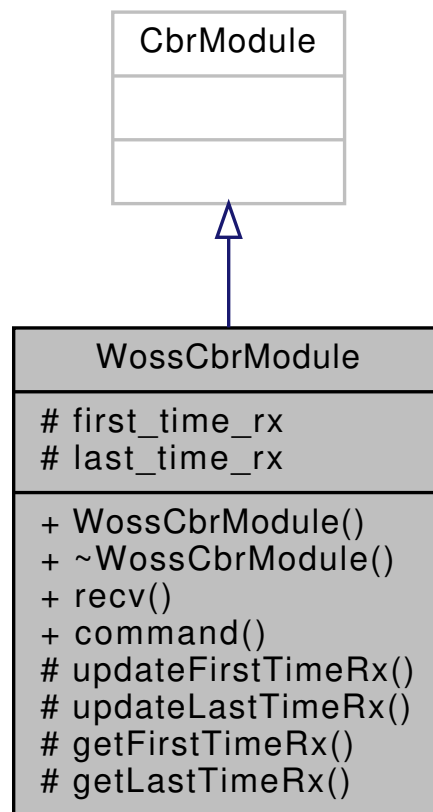 CbrModule
WossCbrModule
# first_time_rx
# last_time_rx
+ WossCbrModule()
+ ~WossCbrModule()
+ recv()
+ command()
# updateFirstTimeRx()
# updateLastTimeRx()
# getFirstTimeRx()
# getLastTimeRx()